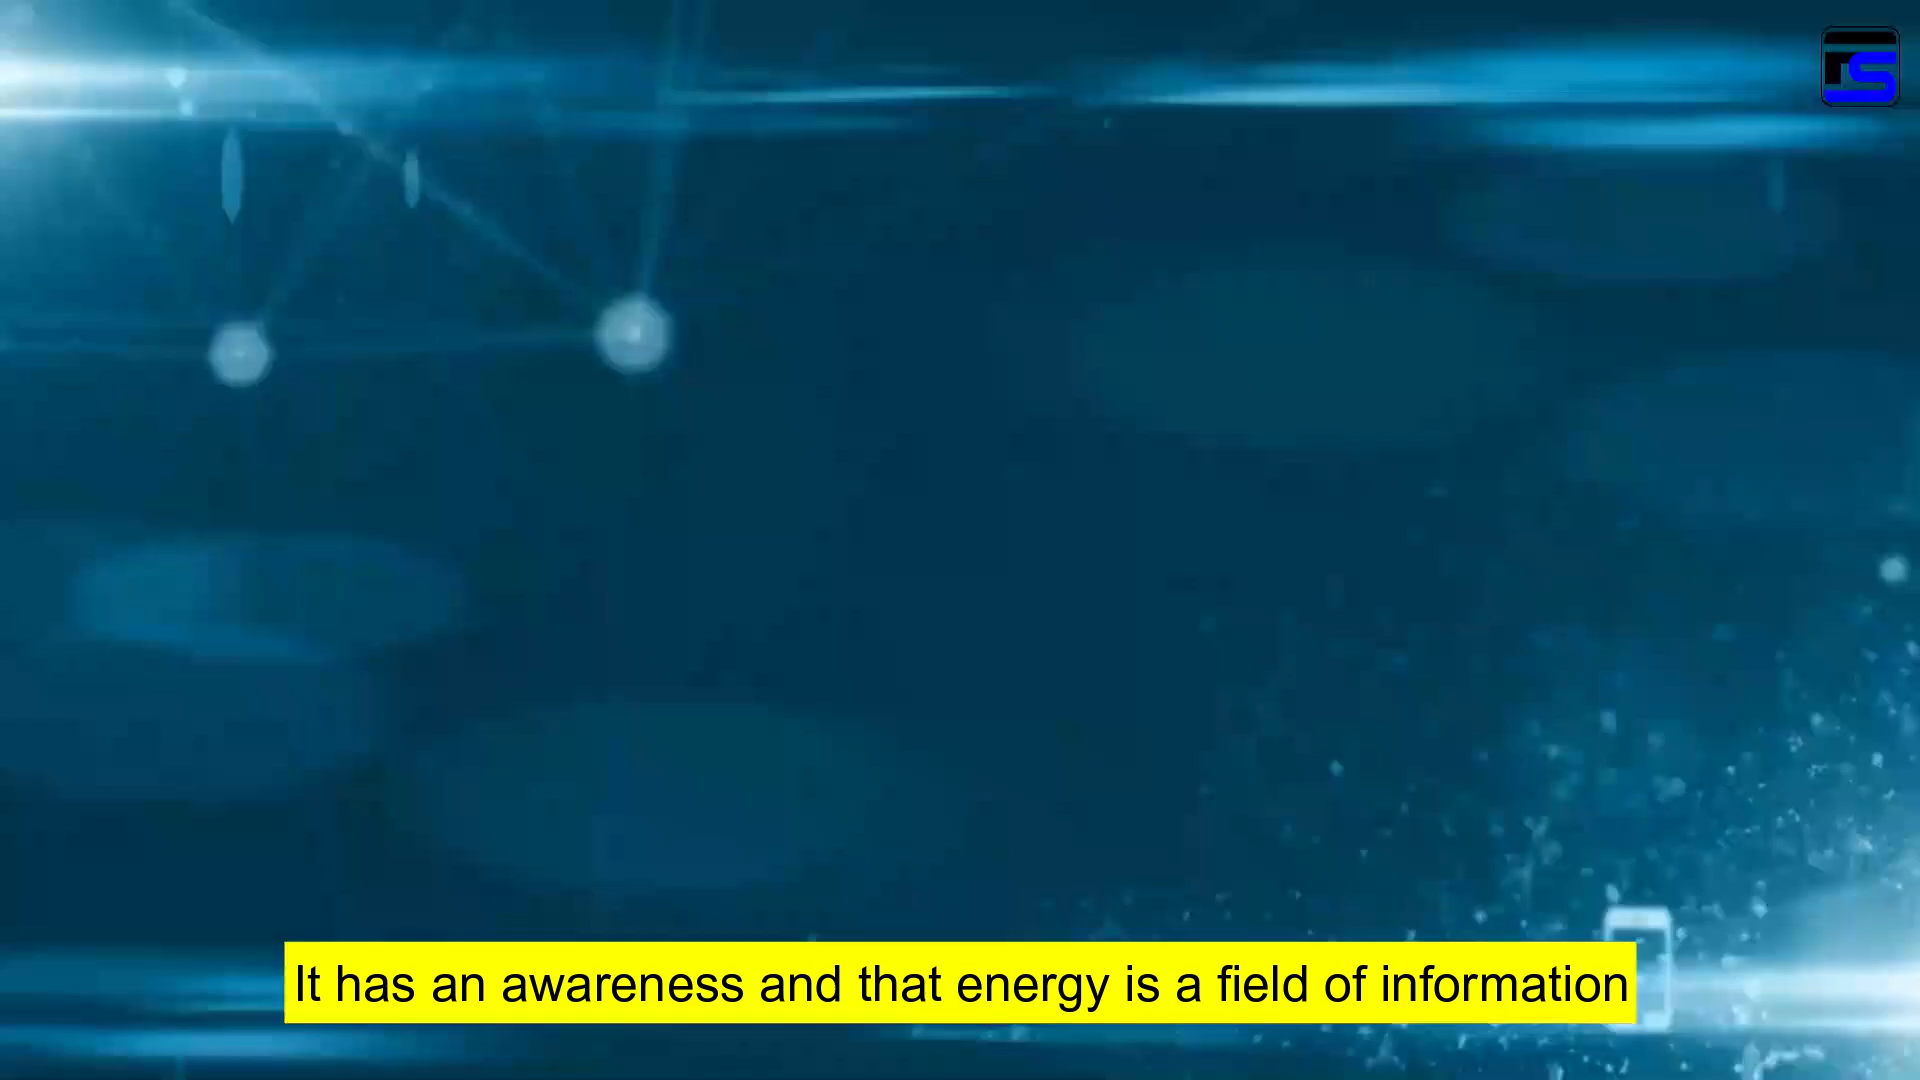 It has an awareness and that energy is a field of information